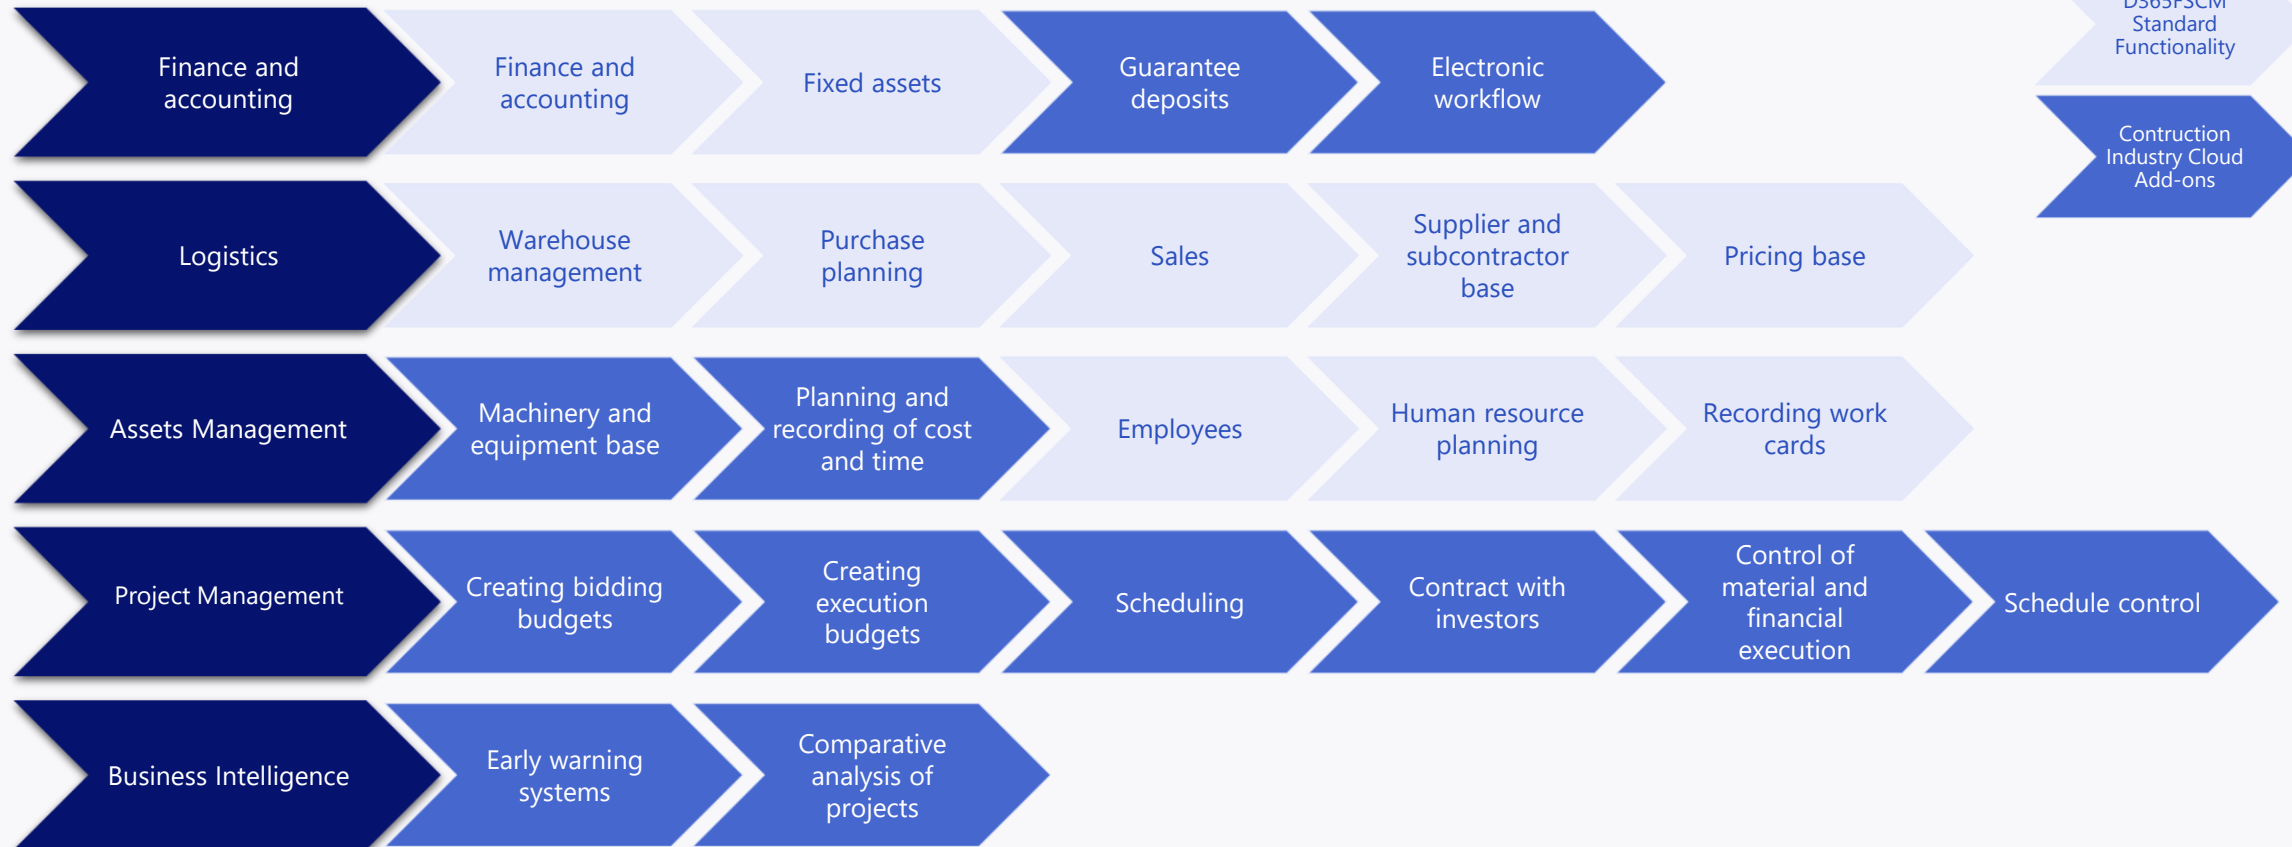 Finance and
accounting
Finance and
accounting
Fixed assets
Guarantee
deposits
Electronic
workflow
D365FSCM
Standard
Functionality
Contruction
Industry Cloud
Add-ons
Logistics
Warehouse
management
Purchase
planning
Sales
Supplier and
subcontractor
base
Pricing base
Assets Management
Machinery and
equipment base
Planning and
recording of cost
and time
Employees
Human resource
planning
Recording work
cards
Project Management
Creating bidding
budgets
Creating
execution
budgets
Scheduling
Contract with
investors
Control of
material and
financial
execution
Schedule control
Business Intelligence
Early warning
systems
Comparative
analysis of
projects